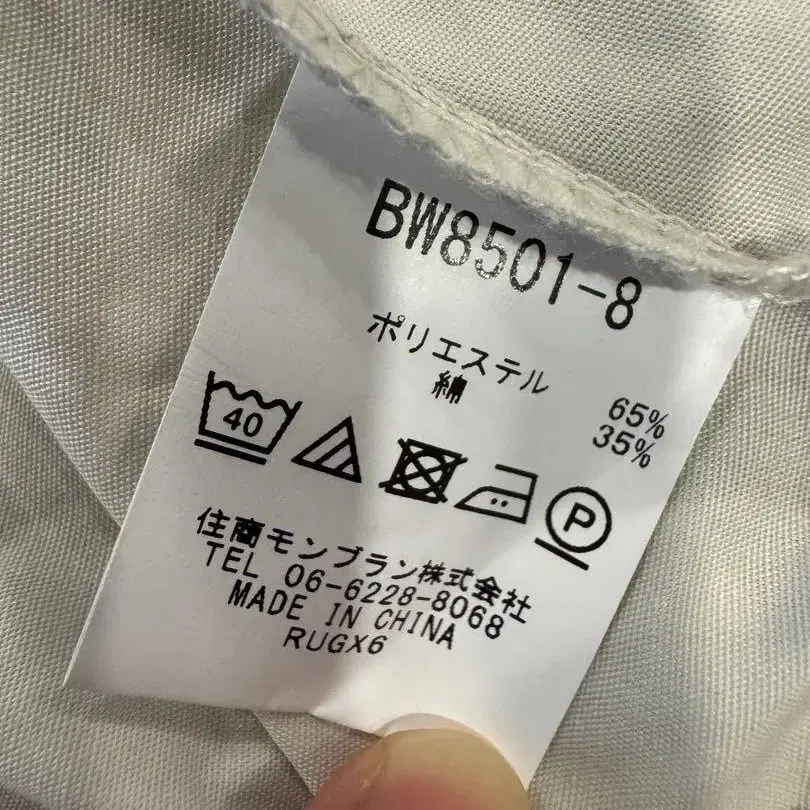 BW8501-8
ポリエステル 65%
綿 35%
40
P
住商モンブラン株式会社
TEL 06-6228-8068
MADE IN CHINA
RUGX6